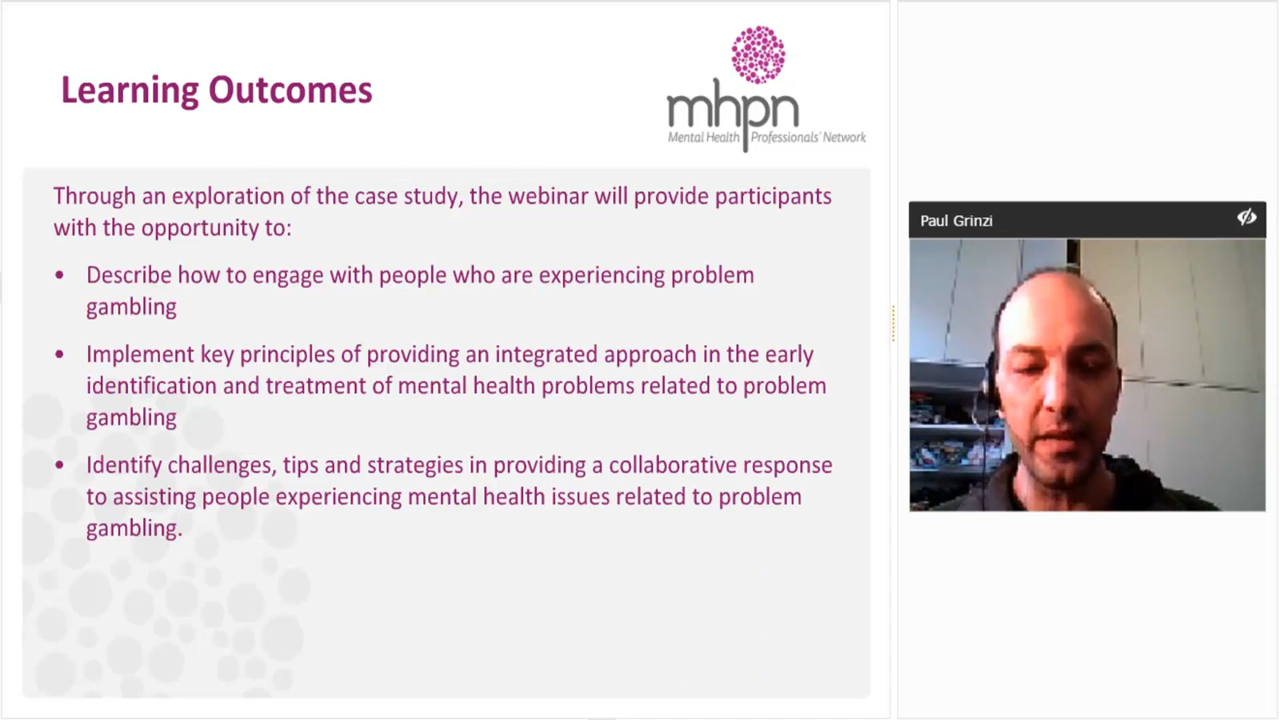 Learning Outcomes
mhpn
Mental Health Professionals' Network
Through an exploration of the case study, the webinar will provide participants
with the opportunity to:
• Describe how to engage with people who are experiencing problem
gambling
• Implement key principles of providing an integrated approach in the early
identification and treatment of mental health problems related to problem
gambling
• Identify challenges, tips and strategies in providing a collaborative response
to assisting people experiencing mental health issues related to problem
gambling.
Paul Grinzi